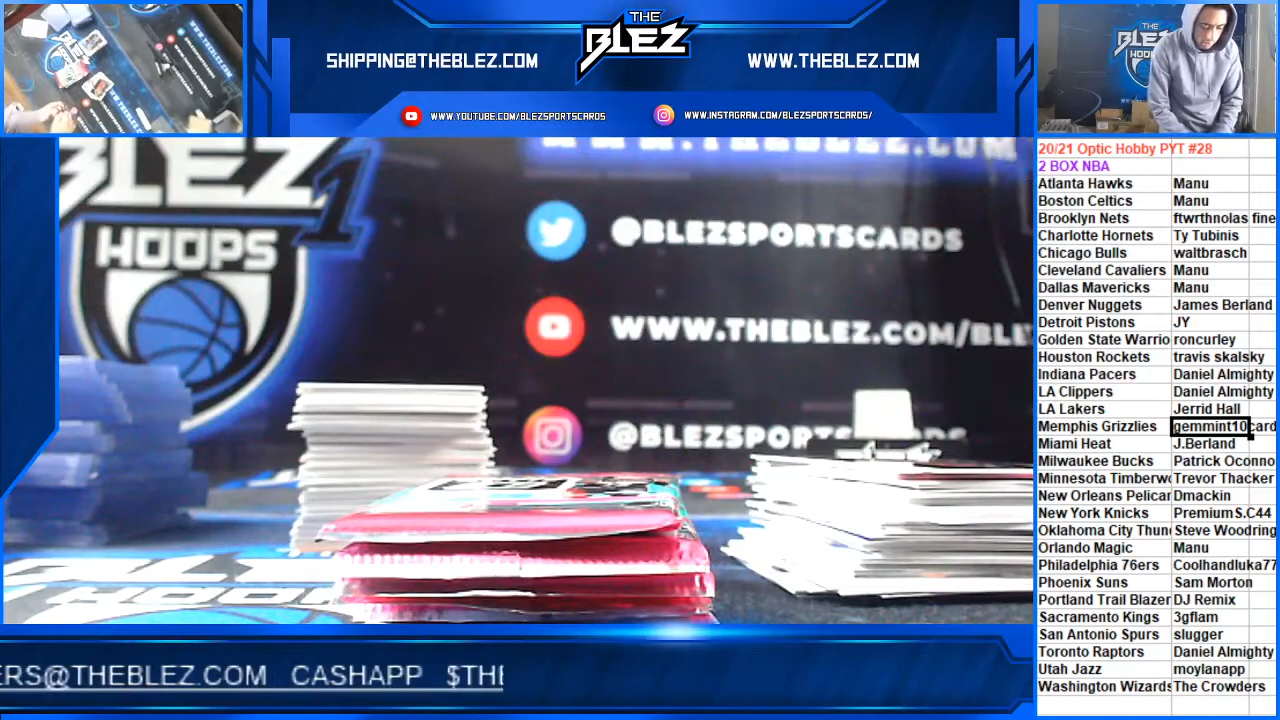 THE
BLEZ
SHIPPING@THEBLEZ.COM
WWW.THEBLEZ.COM
WWW.YOUTUBE.COM/BLEZSPORTSCARDS
WWW.INSTAGRAM.COM/BLEZSPORTSCARDS/
WWW.THEBLEZ.COM
BLEZ
1
HOOPS
@BLEZSPORTSCARDS
WWW.THEBLEZ.COM/BLE
@BLEZSPORTSCARDS
ERS@THEBLEZ.COM CASHAPP $THE
20/21 Optic Hobby PYT #28
2 BOX NBA
Atlanta Hawks Manu
Boston Celtics Manu
Brooklyn Nets ftwrthnolas fine
Charlotte Hornets Ty Tubinis
Chicago Bulls waltbrasch
Cleveland Cavaliers Manu
Dallas Mavericks Manu
Denver Nuggets James Berland
Detroit Pistons JY
Golden State Warrio roncurley
Houston Rockets travis skalsky
Indiana Pacers Daniel Almighty
LA Clippers Daniel Almighty
LA Lakers Jerrid Hall
Memphis Grizzlies gemmint10card
Miami Heat J.Berland
Milwaukee Bucks Patrick Oconno
Minnesota Timberwo Trevor Thacker
New Orleans Pelican Dmackin
New York Knicks PremiumS.C44
Oklahoma City Thun Steve Woodring
Orlando Magic Manu
Philadelphia 76ers Coolhandluka77
Phoenix Suns Sam Morton
Portland Trail Blazer DJ Remix
Sacramento Kings 3gflam
San Antonio Spurs slugger
Toronto Raptors Daniel Almighty
Utah Jazz moylanapp
Washington Wizards The Crowders